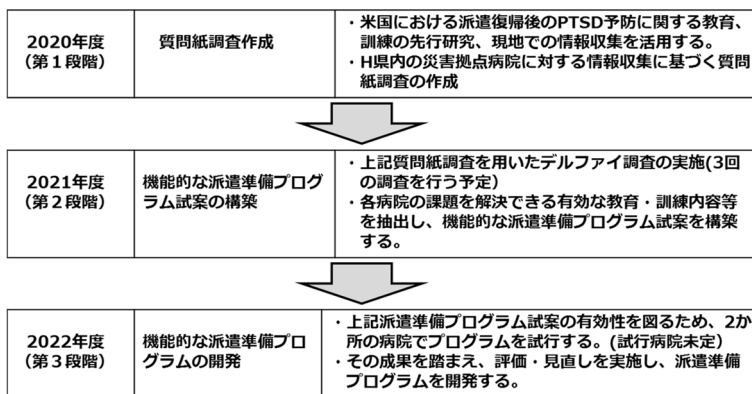 2020年度
(第1段階)
質問紙調査作成
・米国における派遣復帰後のPTSD予防に関する教育、
訓練の先行研究、現地での情報収集を活用する。
・H県内の災害拠点病院に対する情報収集に基づく質問
紙調査の作成
2021年度
(第2段階)
機能的な派遣準備プログ
ラム試案の構築
・上記質問紙調査を用いたデルファイ調査の実施(3回
の調査を行う予定)
・各病院の課題を解決できる有効な教育・訓練内容等
を抽出し、機能的な派遣準備プログラム試案を構築
する。
2022年度
(第3段階)
機能的な派遣準備プロ
グラムの開発
・上記派遣準備プログラム試案の有効性を図るため、2か
所の病院でプログラムを試行する。(試行病院未定)
・その成果を踏まえ、評価・見直しを実施し、派遣準備
プログラムを開発する。